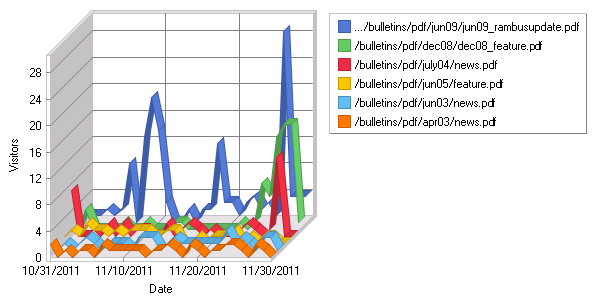 .../bulletins/pdf/jun09/jun09_rambusupdate.pdf
/bulletins/pdf/dec08/dec08_feature.pdf
/bulletins/pdf/july04/news.pdf
/bulletins/pdf/jun05/feature.pdf
/bulletins/pdf/jun03/news.pdf
/bulletins/pdf/apr03/news.pdf
Visitors
28
24
20
16
12
8
4
0
10/31/2011 11/10/2011 11/20/2011 11/30/2011
Date